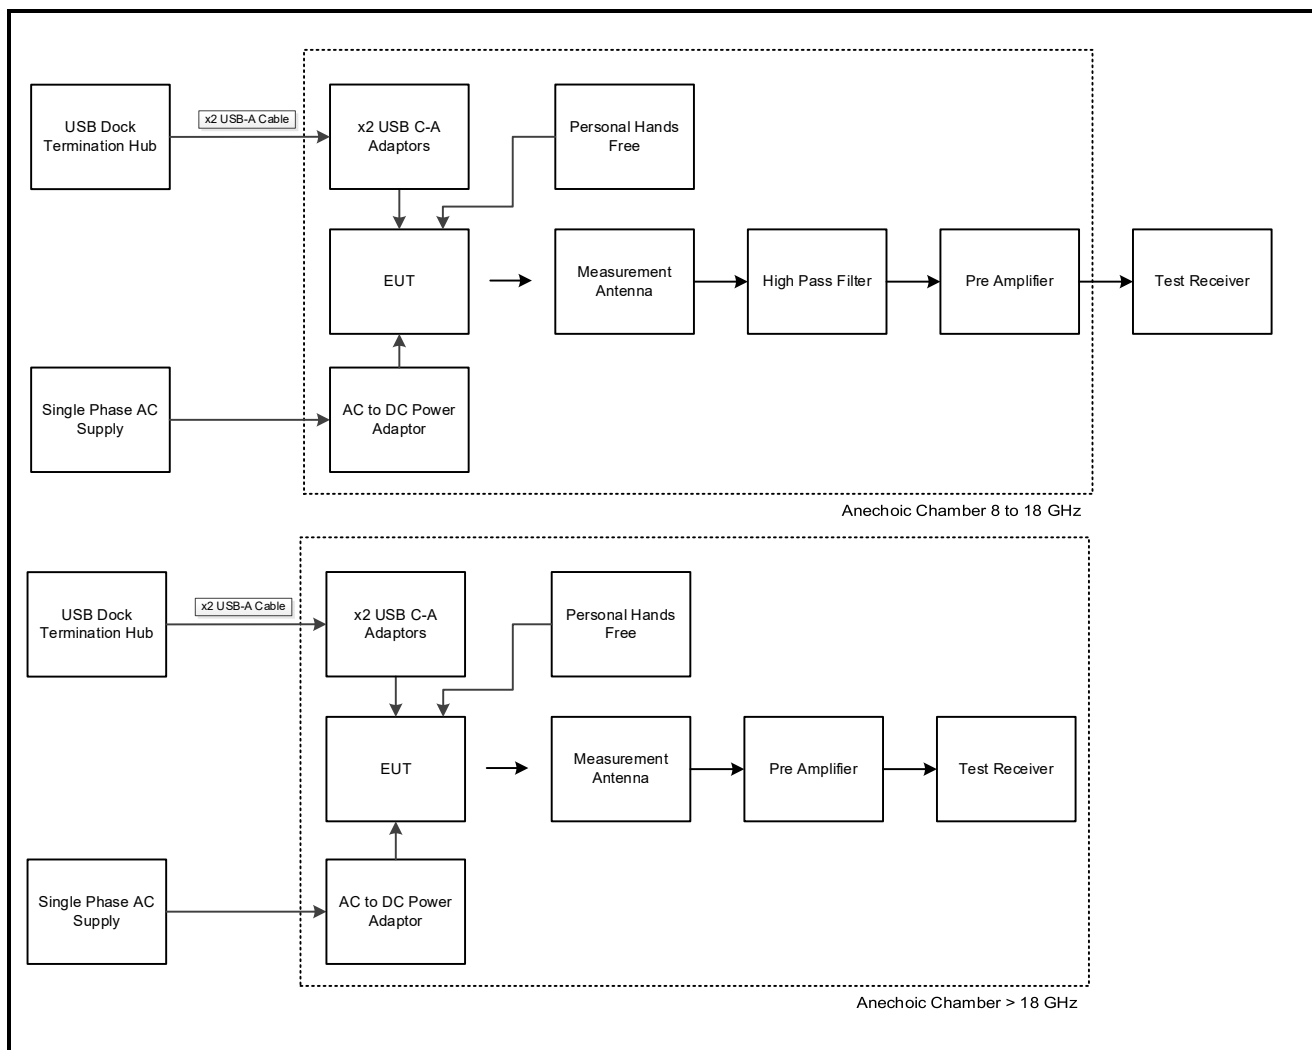 USB Dock
Termination Hub
x2 USB-A Cable
x2 USB C-A
Adaptors
Personal Hands
Free
EUT
Measurement
Antenna
High Pass Filter
Pre Amplifier
Test Receiver
Single Phase AC
Supply
AC to DC Power
Adaptor
Anechoic Chamber 8 to 18 GHz
USB Dock
Termination Hub
x2 USB-A Cable
x2 USB C-A
Adaptors
Personal Hands
Free
EUT
Measurement
Antenna
Pre Amplifier
Test Receiver
Single Phase AC
Supply
AC to DC Power
Adaptor
Anechoic Chamber > 18 GHz